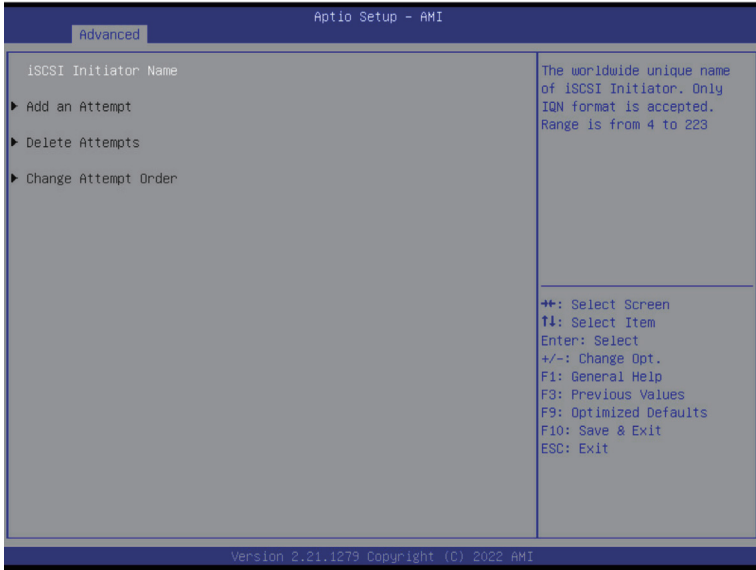 Aptio Setup – AMI
Advanced
iSCSI Initiator Name
▶ Add an Attempt
▶ Delete Attempts
▶ Change Attempt Order
The worldwide unique name
of iSCSI Initiator. Only
IQN format is accepted.
Range is from 4 to 223
→←: Select Screen
↑↓: Select Item
Enter: Select
+/-: Change Opt.
F1: General Help
F3: Previous Values
F9: Optimized Defaults
F10: Save & Exit
ESC: Exit
Version 2.21.1279 Copyright (C) 2022 AMI